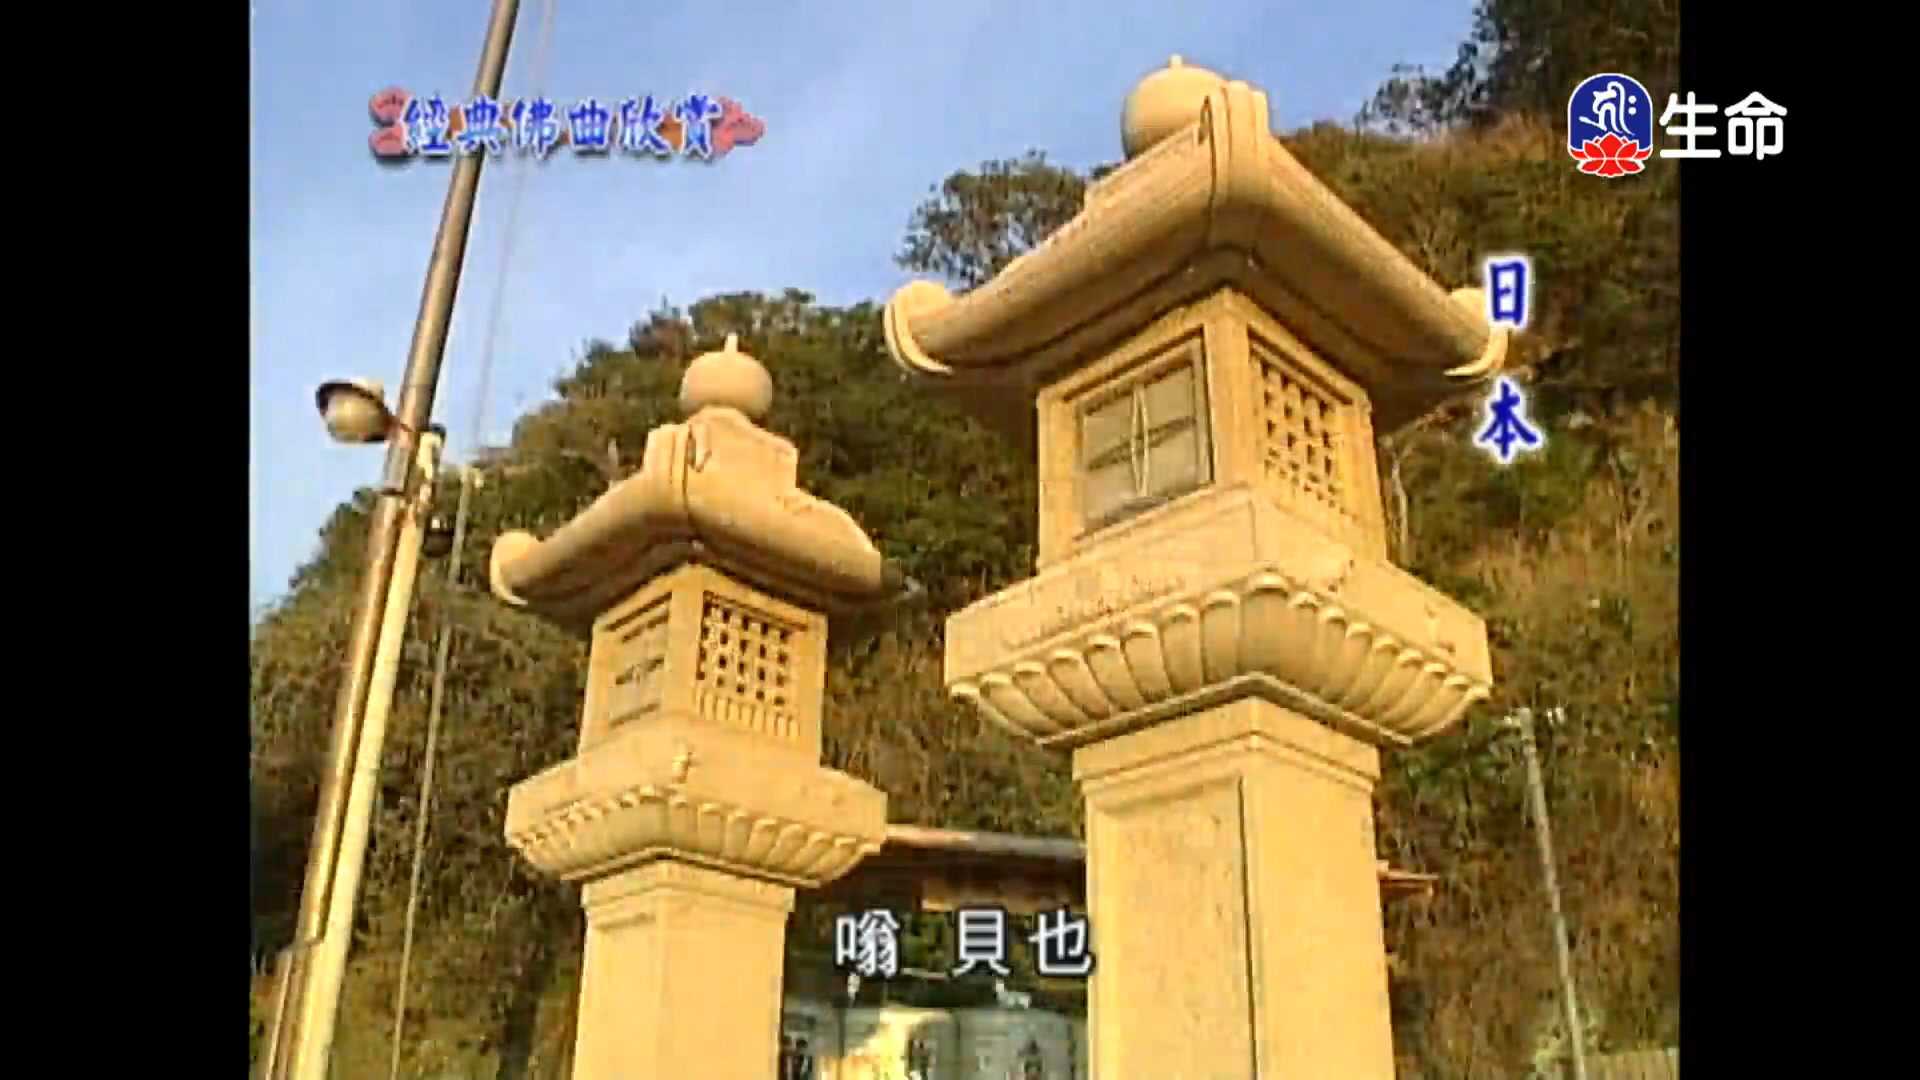 經典佛曲欣賞
生命
日本
嗡 貝也